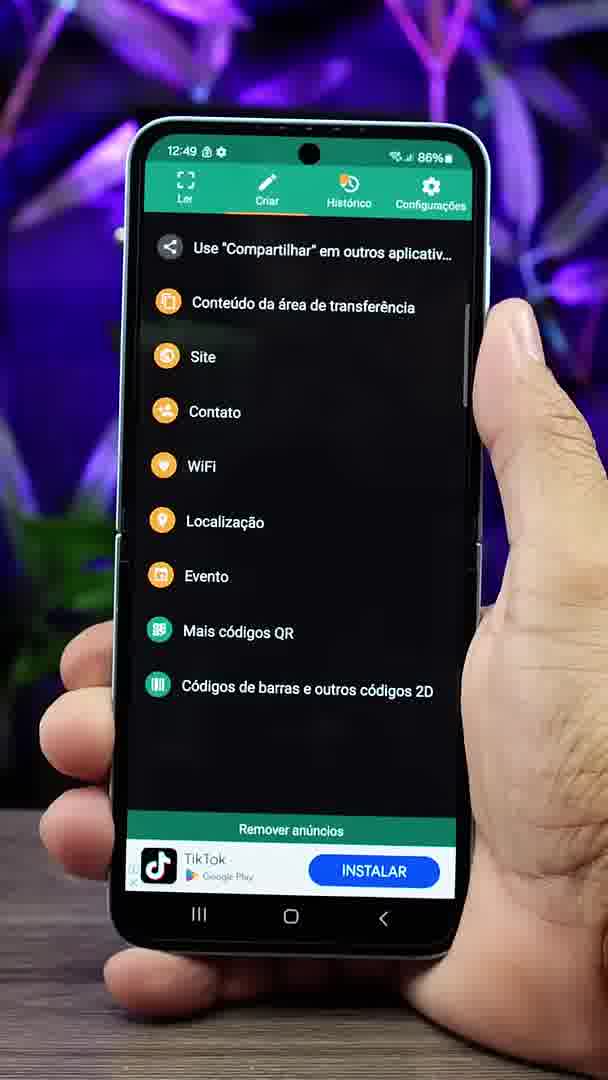 12:49 86%
Ler Criar Histórico Configurações
Use "Compartilhar" em outros aplicativ...
Conteúdo da área de transferência
Site
Contato
WiFi
Localização
Evento
Mais códigos QR
Códigos de barras e outros códigos 2D
Remover anúncios
TikTok
Google Play
INSTALAR